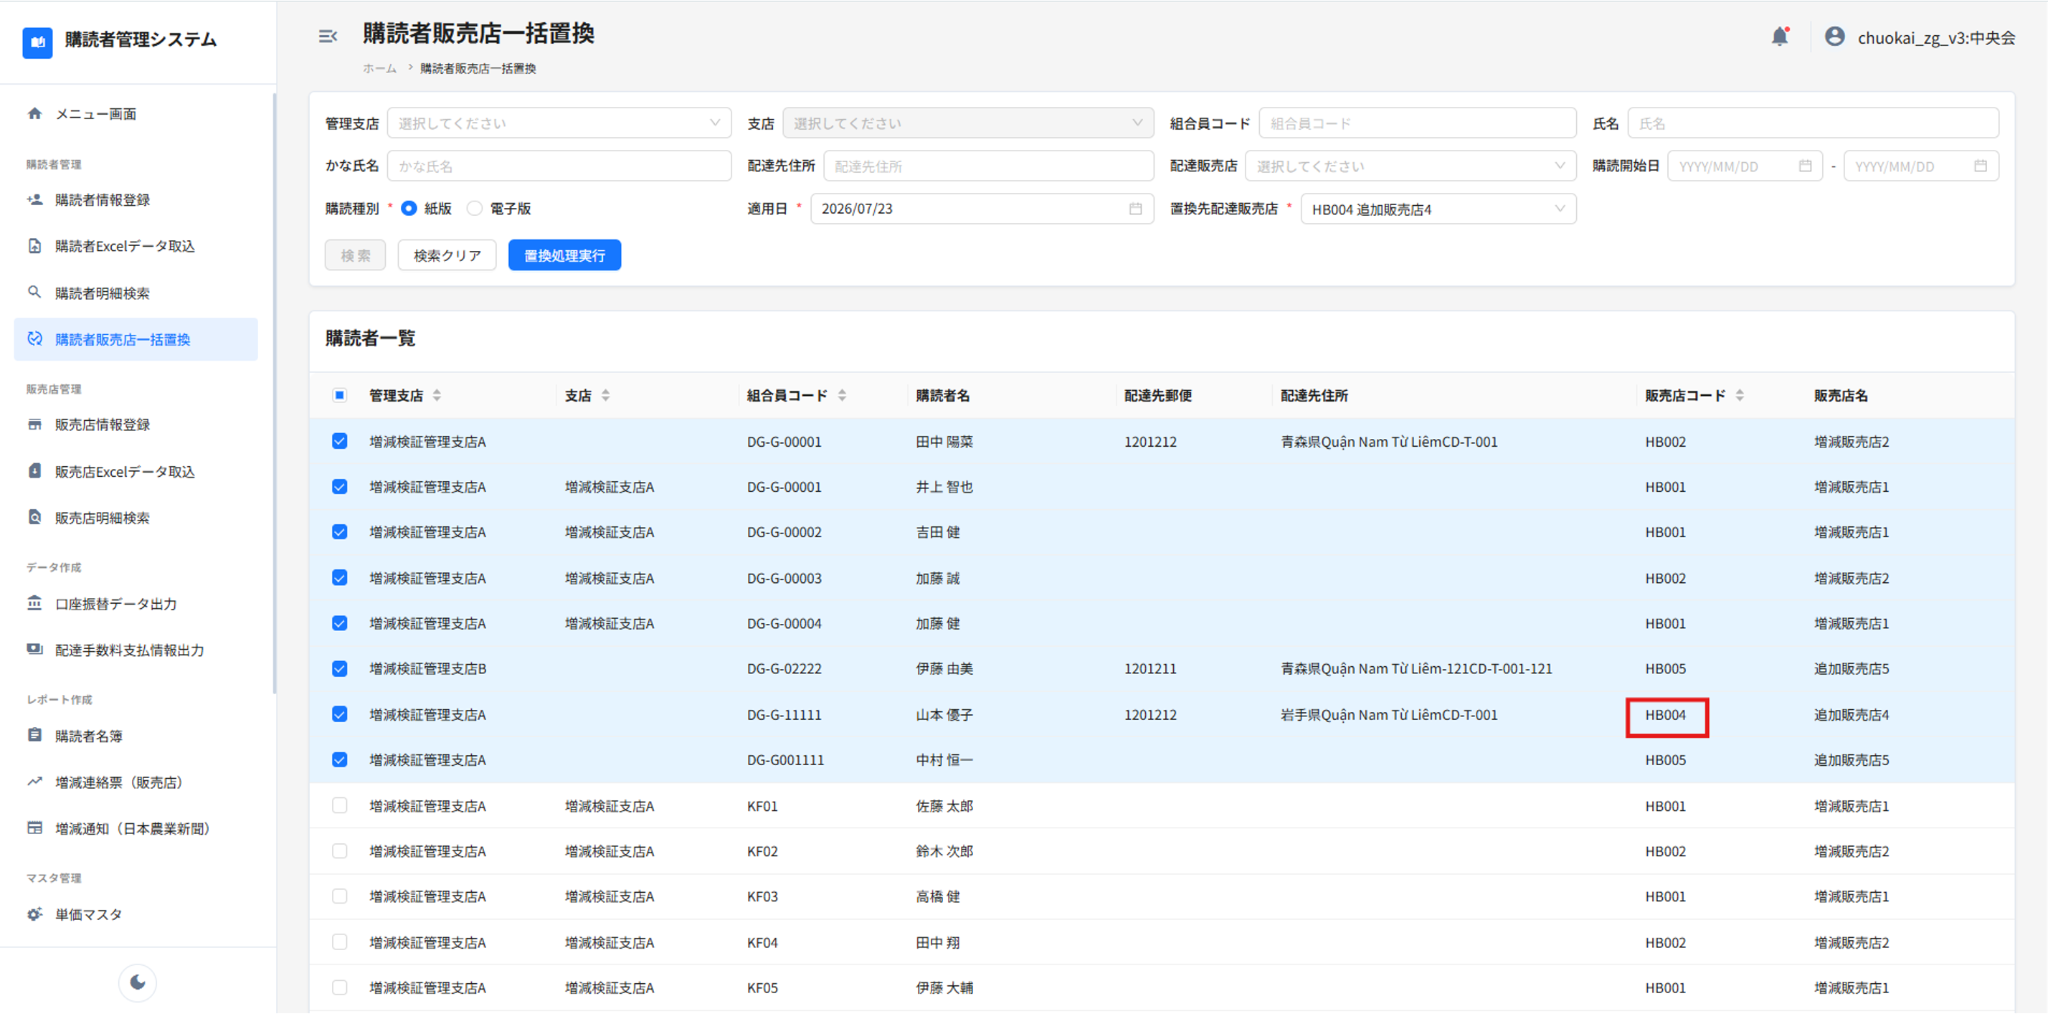 購読者管理システム
メニュー画面
購読者管理
購読者情報登録
購読者Excelデータ取込
購読者明細検索
購読者販売店一括置換
販売店管理
販売店情報登録
販売店Excelデータ取込
販売店明細検索
データ作成
口座振替データ出力
配達手数料支払情報出力
レポート作成
購読者名簿
増減連絡票（販売店）
増減通知（日本農業新聞）
マスタ管理
単価マスタ
購読者販売店一括置換
ホーム > 購読者販売店一括置換
chuokai_zg_v3:中央会
管理支店 選択してください 支店 選択してください 組合員コード 組合員コード 氏名 氏名
かな氏名 かな氏名 配達先住所 配達先住所 配達販売店 選択してください 購読開始日 YYYY/MM/DD - YYYY/MM/DD
購読種別 * 紙版 電子版 適用日 * 2026/07/23 置換先配達販売店 * HB004 追加販売店4
検索 検索クリア 置換処理実行
購読者一覧
管理支店 支店 組合員コード 購読者名 配達先郵便 配達先住所 販売店コード 販売店名
増減検証管理支店A DG-G-00001 田中 陽菜 1201212 青森県Quận Nam Từ LiêmCD-T-001 HB002 増減販売店2
増減検証管理支店A 増減検証支店A DG-G-00001 井上 智也 HB001 増減販売店1
増減検証管理支店A 増減検証支店A DG-G-00002 吉田 健 HB001 増減販売店1
増減検証管理支店A 増減検証支店A DG-G-00003 加藤 誠 HB002 増減販売店2
増減検証管理支店A 増減検証支店A DG-G-00004 加藤 健 HB001 増減販売店1
増減検証管理支店B DG-G-02222 伊藤 由美 1201211 青森県Quận Nam Từ Liêm-121CD-T-001-121 HB005 追加販売店5
増減検証管理支店A DG-G-11111 山本 優子 1201212 岩手県Quận Nam Từ LiêmCD-T-001 HB004 追加販売店4
増減検証管理支店A DG-G001111 中村 恒一 HB005 追加販売店5
増減検証管理支店A 増減検証支店A KF01 佐藤 太郎 HB001 増減販売店1
増減検証管理支店A 増減検証支店A KF02 鈴木 次郎 HB002 増減販売店2
増減検証管理支店A 増減検証支店A KF03 高橋 健 HB001 増減販売店1
増減検証管理支店A 増減検証支店A KF04 田中 翔 HB002 増減販売店2
増減検証管理支店A 増減検証支店A KF05 伊藤 大輔 HB001 増減販売店1